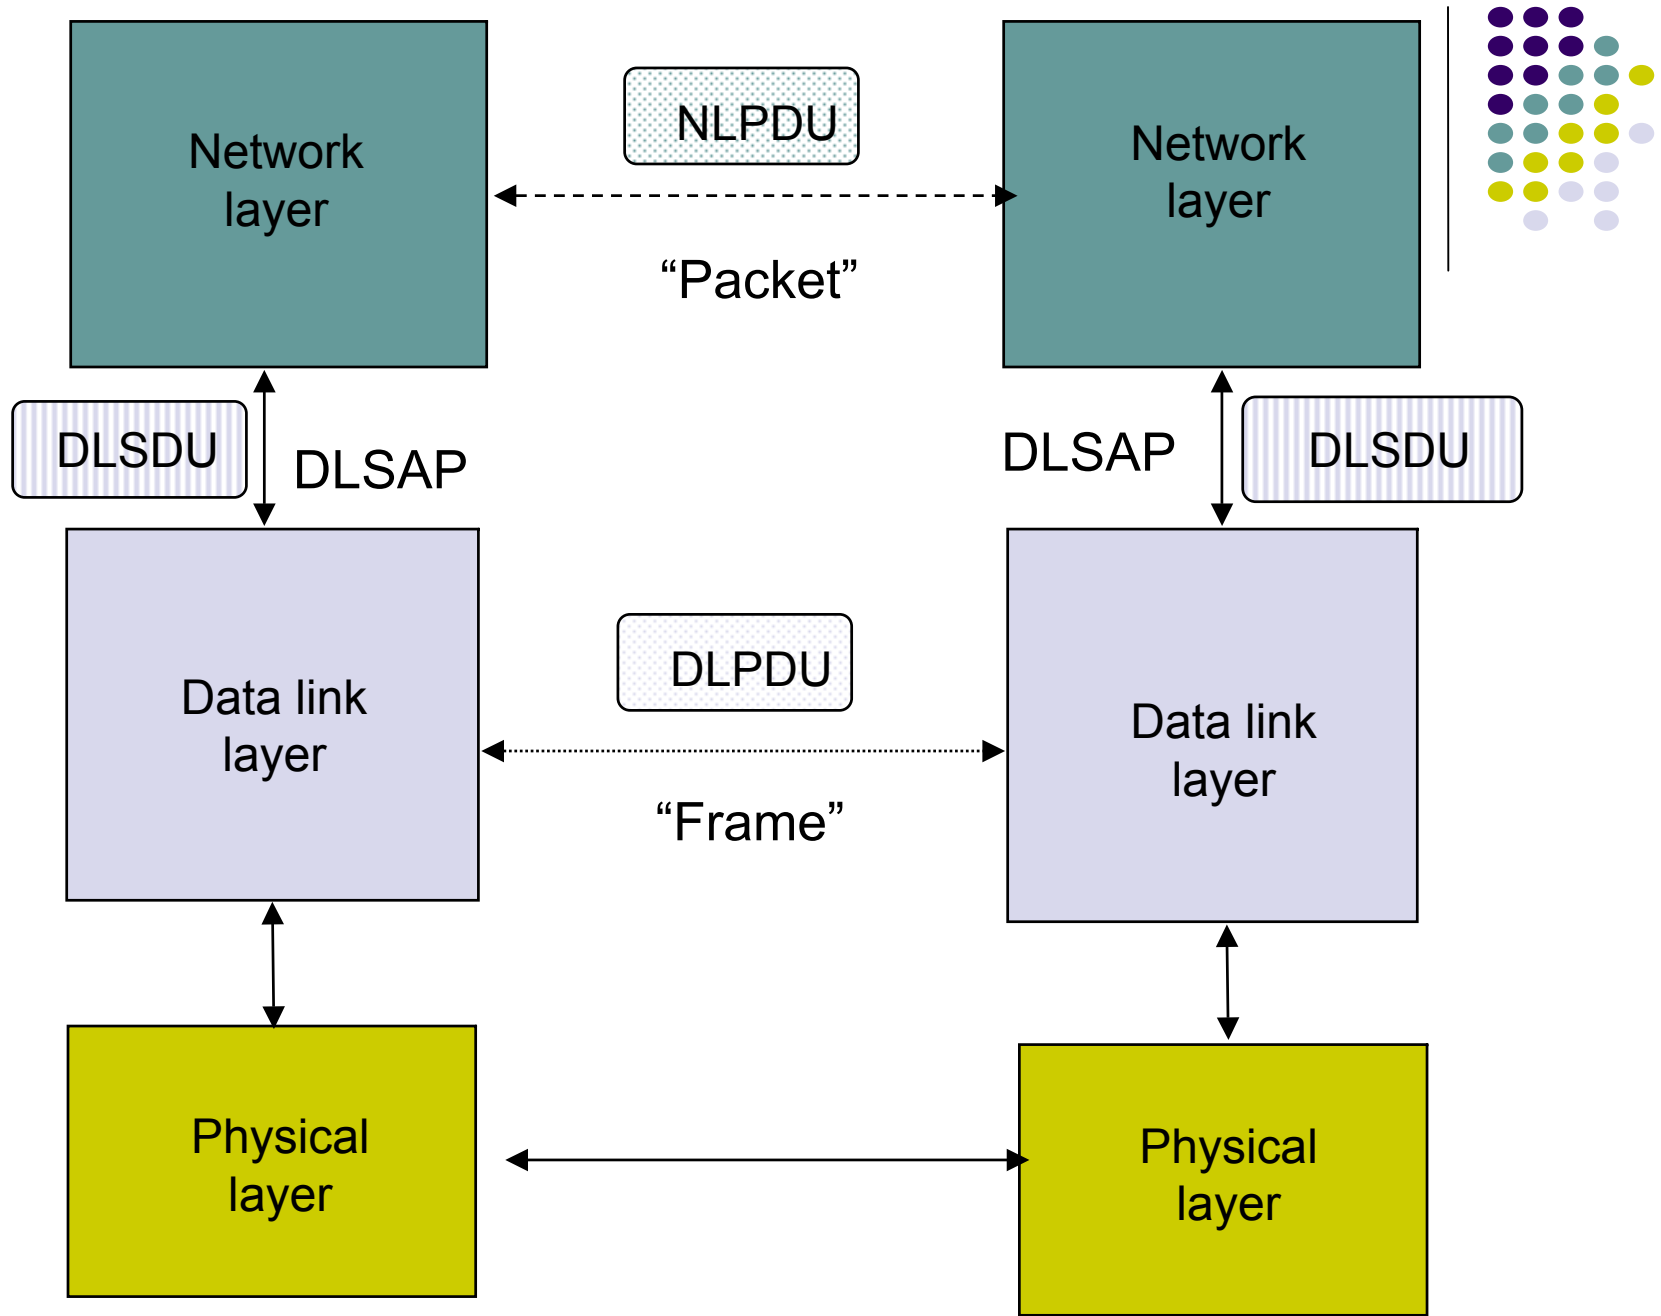 Network
layer
NLPDU
“Packet”
Network
layer
DLSDU
DLSAP
DLSAP
DLSDU
Data link
layer
DLPDU
“Frame”
Data link
layer
Physical
layer
Physical
layer